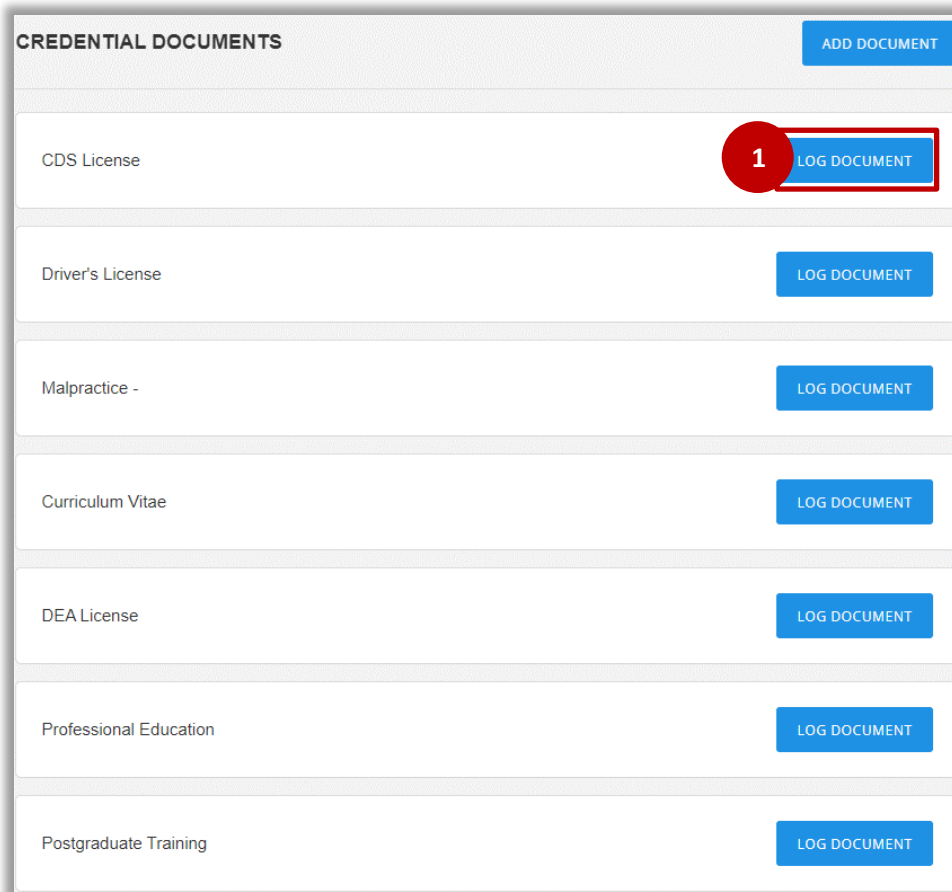 CREDENTIAL DOCUMENTS ADD DOCUMENT
CDS License 1 LOG DOCUMENT
Driver's License LOG DOCUMENT
Malpractice - LOG DOCUMENT
Curriculum Vitae LOG DOCUMENT
DEA License LOG DOCUMENT
Professional Education LOG DOCUMENT
Postgraduate Training LOG DOCUMENT